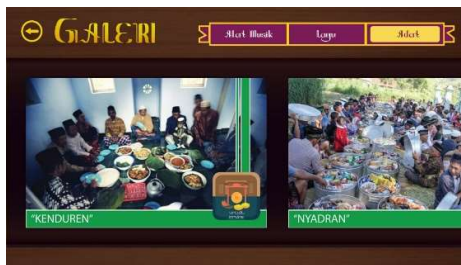 GALERI
Alat Musik
Lagu
Adat
"KENDUREN"
"NYADRAN"